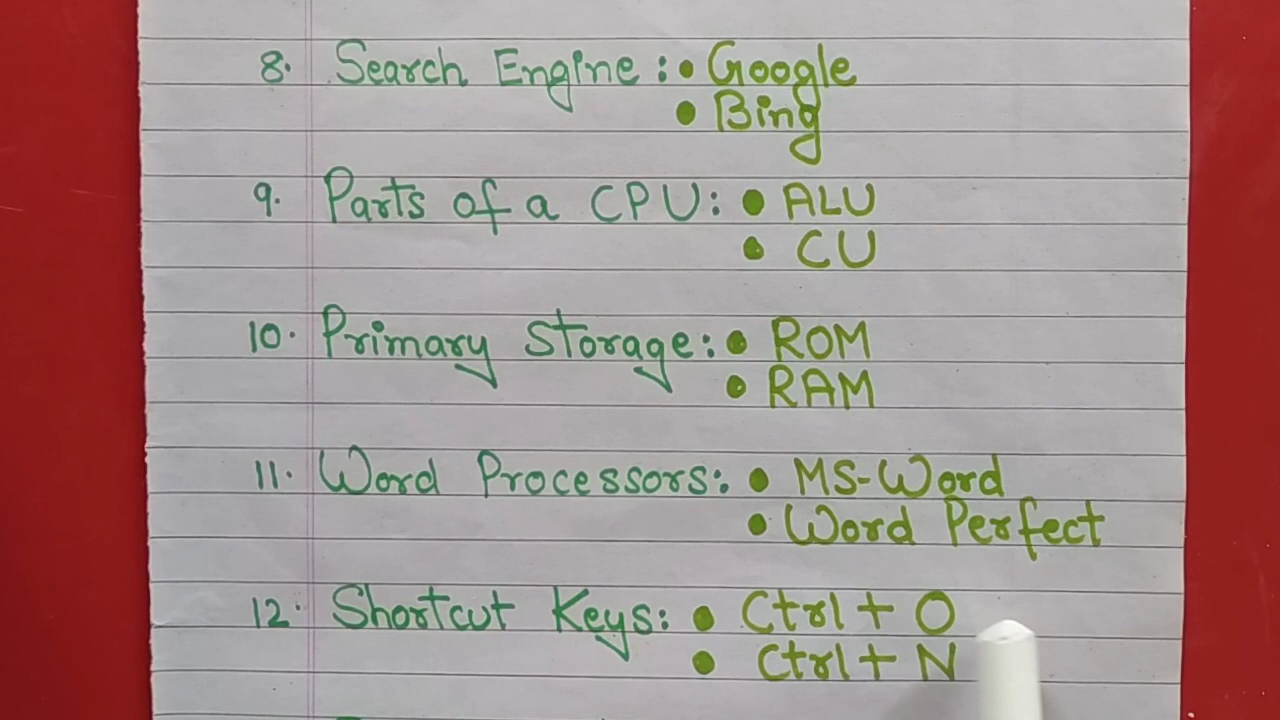 8. Search Engine : • Google
• Bing
9. Parts of a CPU : • ALU
• CU
10. Primary Storage : • ROM
• RAM
11. Word Processors : • MS-Word
• Word Perfect
12. Shortcut Keys : • Ctrl + O
• Ctrl + N